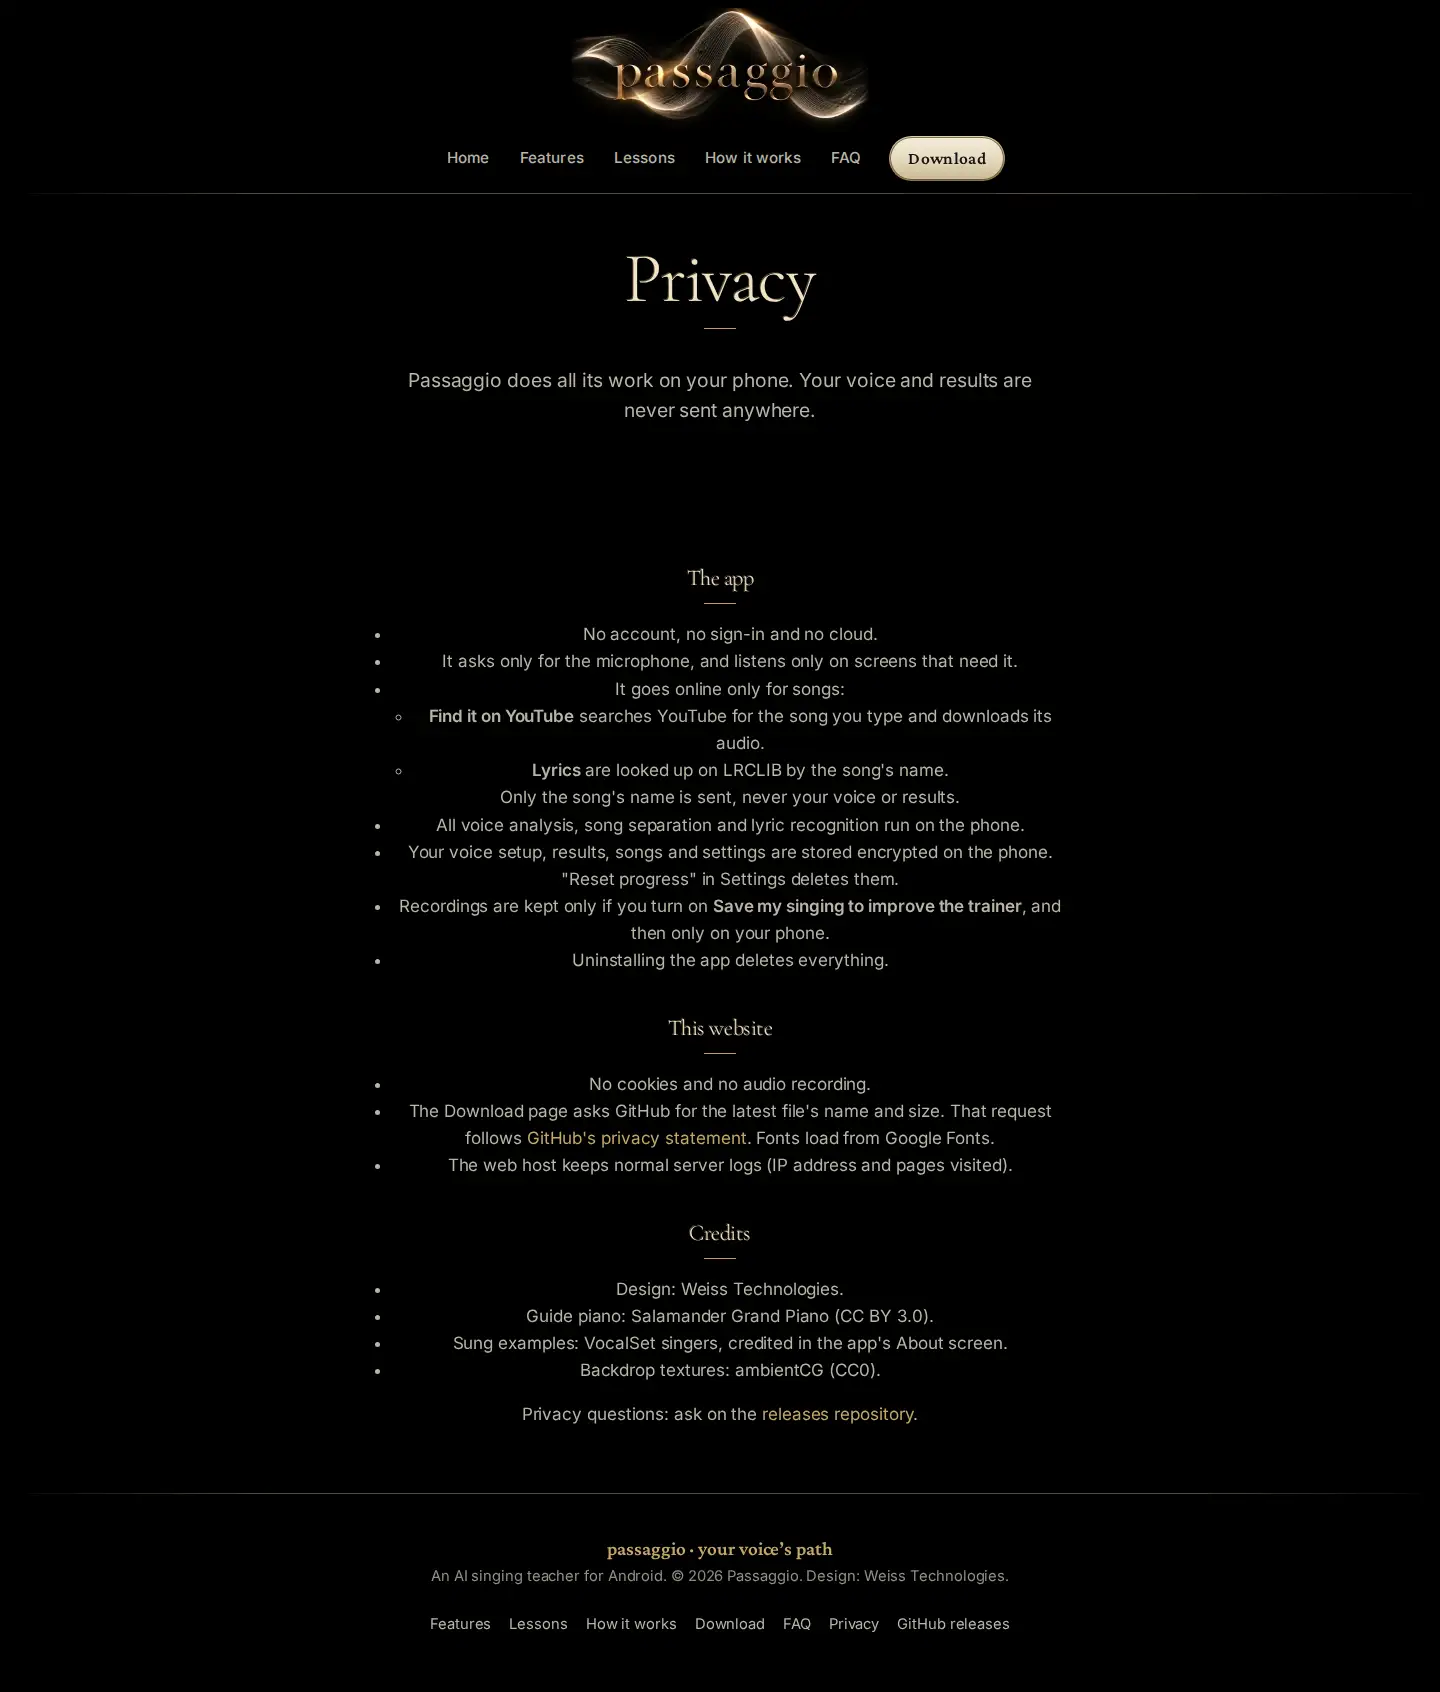 passaggio
Home Features Lessons How it works FAQ Download
Privacy
Passaggio does all its work on your phone. Your voice and results are
never sent anywhere.
The app
• No account, no sign-in and no cloud.
• It asks only for the microphone, and listens only on screens that need it.
• It goes online only for songs:
◦ Find it on YouTube searches YouTube for the song you type and downloads its
audio.
◦ Lyrics are looked up on LRCLIB by the song's name.
Only the song's name is sent, never your voice or results.
• All voice analysis, song separation and lyric recognition run on the phone.
• Your voice setup, results, songs and settings are stored encrypted on the phone.
"Reset progress" in Settings deletes them.
• Recordings are kept only if you turn on Save my singing to improve the trainer, and
then only on your phone.
• Uninstalling the app deletes everything.
This website
• No cookies and no audio recording.
• The Download page asks GitHub for the latest file's name and size. That request
follows GitHub's privacy statement. Fonts load from Google Fonts.
• The web host keeps normal server logs (IP address and pages visited).
Credits
• Design: Weiss Technologies.
• Guide piano: Salamander Grand Piano (CC BY 3.0).
• Sung examples: VocalSet singers, credited in the app's About screen.
• Backdrop textures: ambientCG (CC0).
Privacy questions: ask on the releases repository.
passaggio · your voice’s path
An AI singing teacher for Android. © 2026 Passaggio. Design: Weiss Technologies.
Features Lessons How it works Download FAQ Privacy GitHub releases